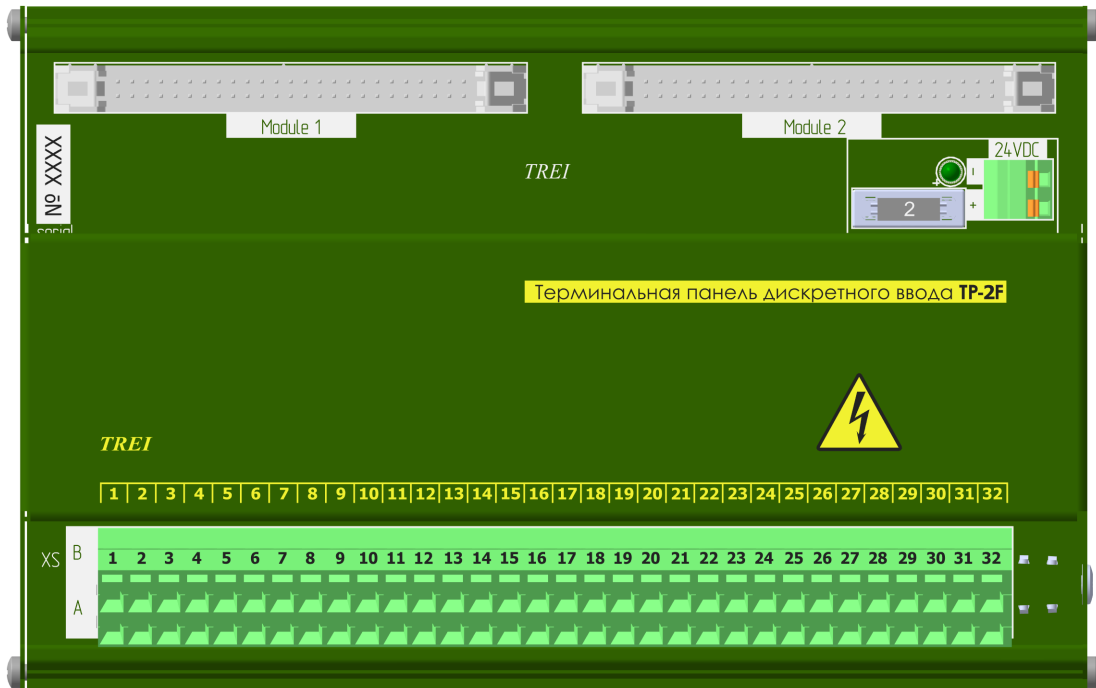 Module 1
Module 2
24VDC
XXXX №
serial
TREI
-
+
+
2
Терминальная панель дискретного ввода TP-2F
TREI
1 2 3 4 5 6 7 8 9 10 11 12 13 14 15 16 17 18 19 20 21 22 23 24 25 26 27 28 29 30 31 32
XS
B
1 2 3 4 5 6 7 8 9 10 11 12 13 14 15 16 17 18 19 20 21 22 23 24 25 26 27 28 29 30 31 32
A